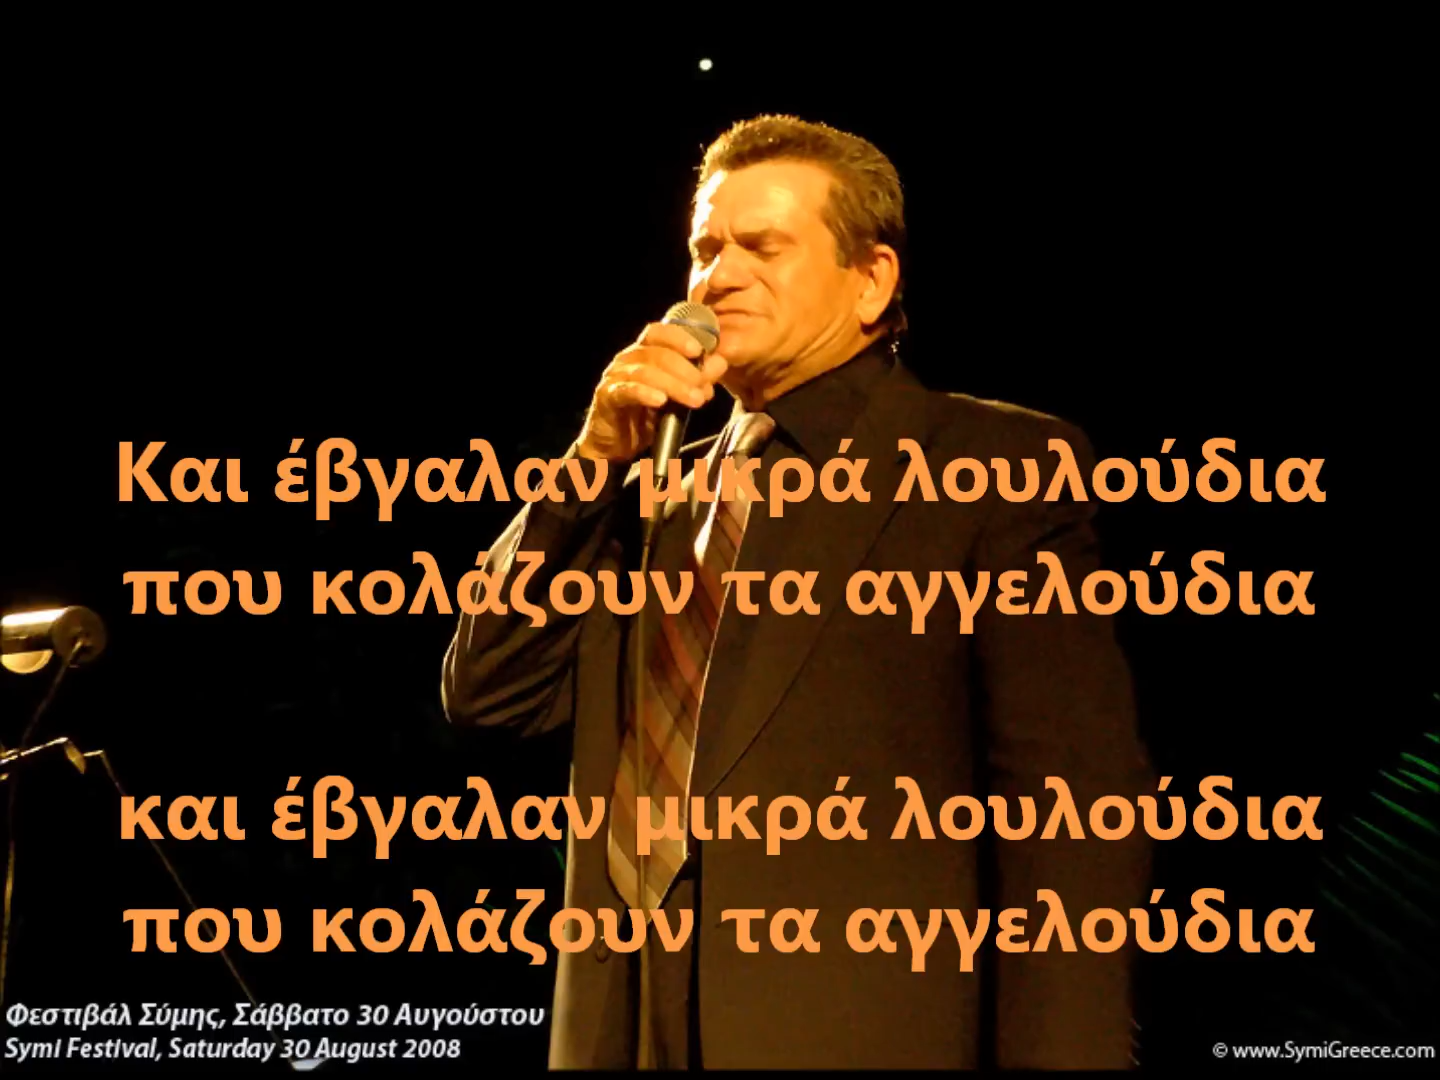 Και έβγαλαν μικρά λουλούδια
που κολάζουν τα αγγελούδια
και έβγαλαν μικρά λουλούδια
που κολάζουν τα αγγελούδια
Φεστιβάλ Σύμης, Σάββατο 30 Αυγούστου
Symi Festival, Saturday 30 August 2008
© www.SymiGreece.com